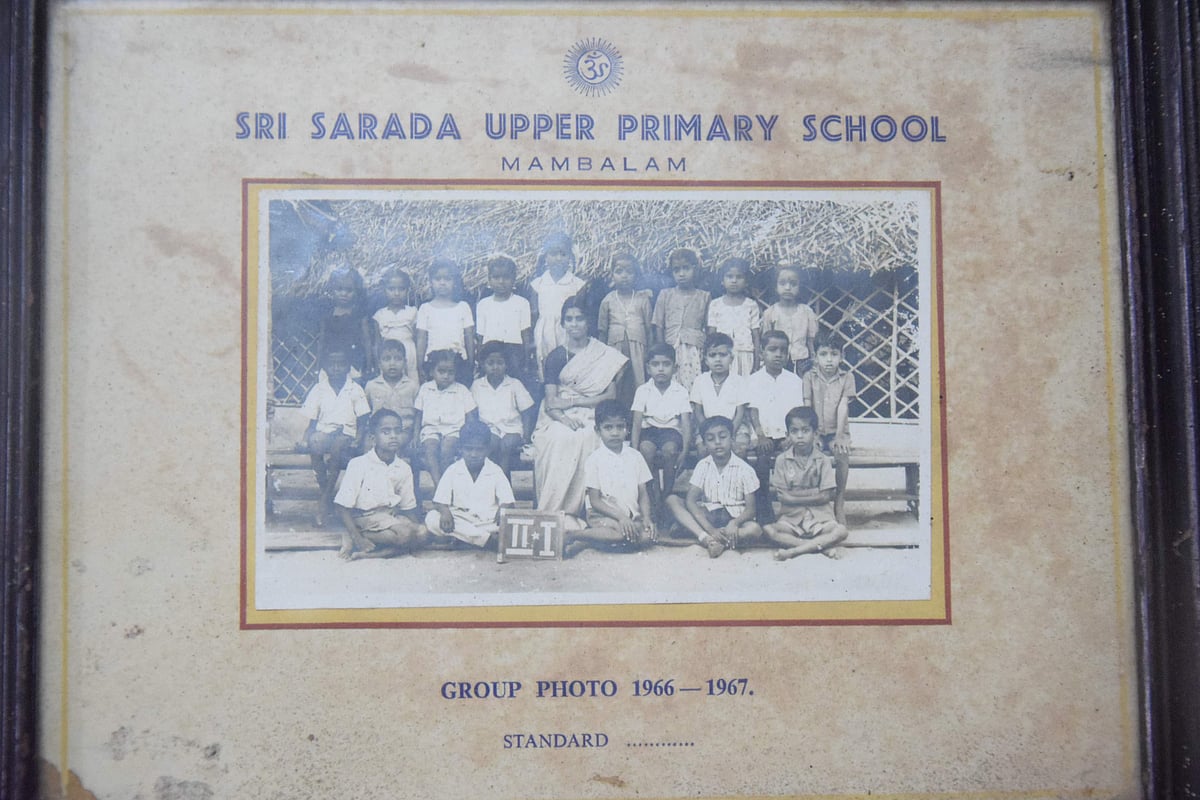 ॐ
SRI SARADA UPPER PRIMARY SCHOOL
MAMBALAM
II ★ I
GROUP PHOTO 1966 — 1967.
STANDARD ............